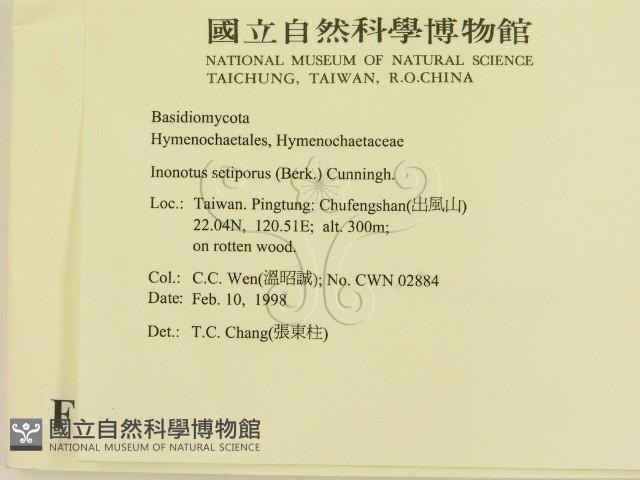 國立自然科學博物館
NATIONAL MUSEUM OF NATURAL SCIENCE
TAICHUNG, TAIWAN, R.O.CHINA
Basidiomycota
Hymenochaetales, Hymenochaetaceae
Inonotus setiporus (Berk.) Cunningh.
Loc.: Taiwan. Pingtung: Chufengshan(出風山)
22.04N, 120.51E; alt. 300m;
on rotten wood.
Col.: C.C. Wen(溫昭誠); No. CWN 02884
Date: Feb. 10, 1998
Det.: T.C. Chang(張東柱)
F
國立自然科學博物館
NATIONAL MUSEUM OF NATURAL SCIENCE